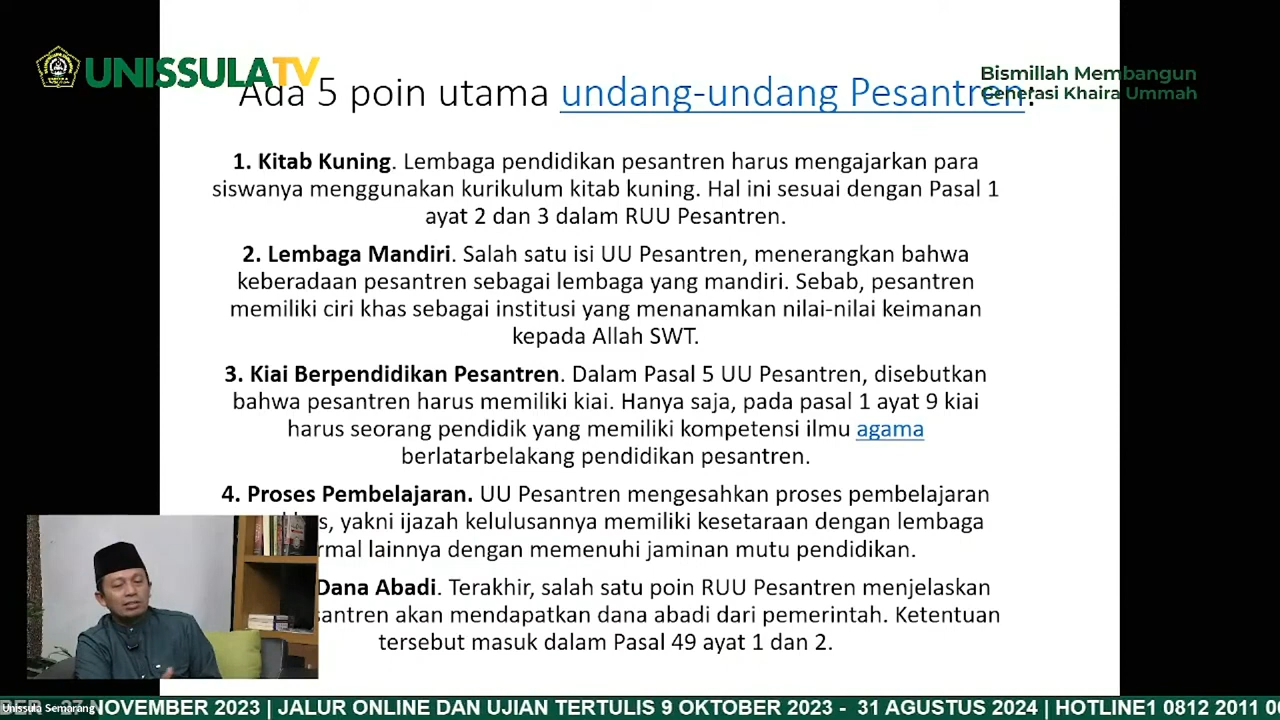 UNISSULA TV
Bismillah Membangun
Generasi Khaira Ummah
Ada 5 poin utama undang-undang Pesantren:
1. Kitab Kuning. Lembaga pendidikan pesantren harus mengajarkan para
siswanya menggunakan kurikulum kitab kuning. Hal ini sesuai dengan Pasal 1
ayat 2 dan 3 dalam RUU Pesantren.
2. Lembaga Mandiri. Salah satu isi UU Pesantren, menerangkan bahwa
keberadaan pesantren sebagai lembaga yang mandiri. Sebab, pesantren
memiliki ciri khas sebagai institusi yang menanamkan nilai-nilai keimanan
kepada Allah SWT.
3. Kiai Berpendidikan Pesantren. Dalam Pasal 5 UU Pesantren, disebutkan
bahwa pesantren harus memiliki kiai. Hanya saja, pada pasal 1 ayat 9 kiai
harus seorang pendidik yang memiliki kompetensi ilmu agama
berlatarbelakang pendidikan pesantren.
4. Proses Pembelajaran. UU Pesantren mengesahkan proses pembelajaran
yakni ijazah kelulusannya memiliki kesetaraan dengan lembaga
lainnya dengan memenuhi jaminan mutu pendidikan.
Dana Abadi. Terakhir, salah satu poin RUU Pesantren menjelaskan
akan mendapatkan dana abadi dari pemerintah. Ketentuan
tersebut masuk dalam Pasal 49 ayat 1 dan 2.
Unissula Semarang
NOVEMBER 2023 | JALUR ONLINE DAN UJIAN TERTULIS 9 OKTOBER 2023 - 31 AGUSTUS 2024 | HOTLINE1 0812 2011 0